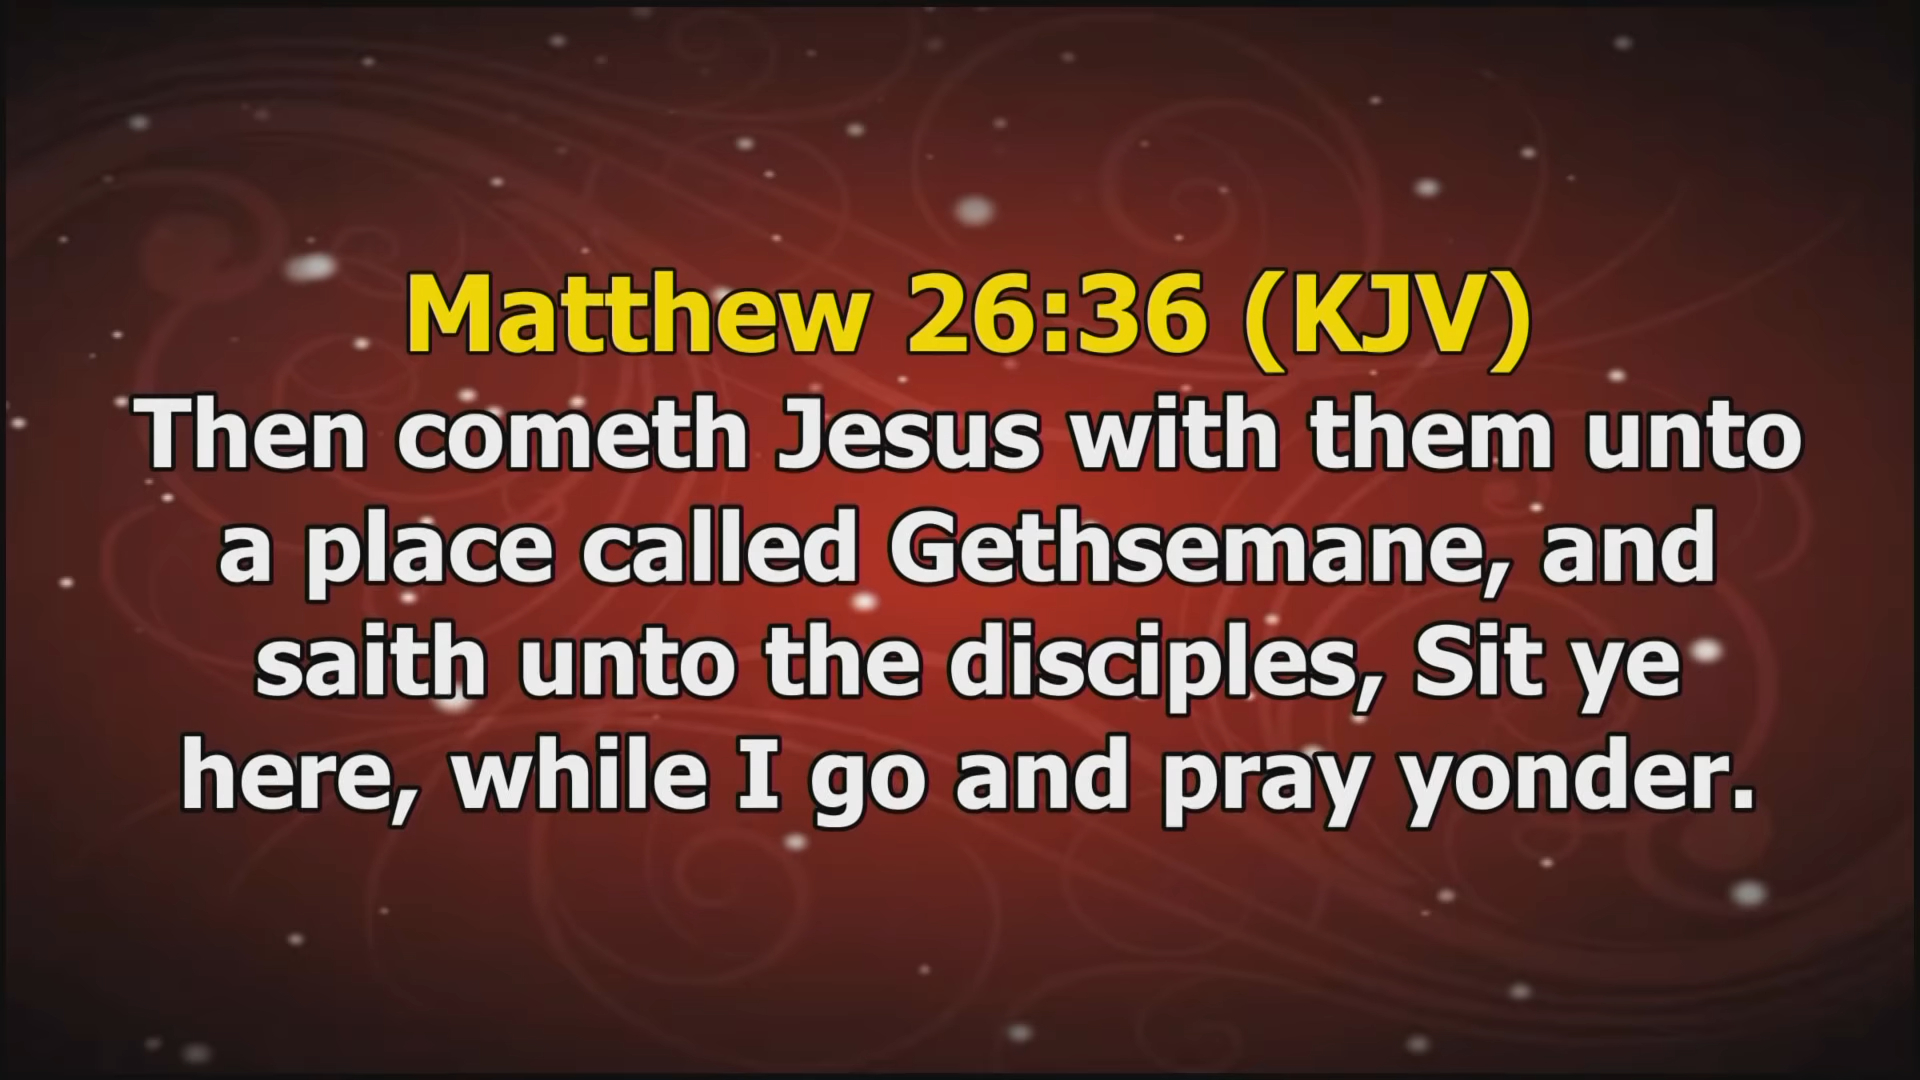 Matthew 26:36 (KJV)
Then cometh Jesus with them unto
a place called Gethsemane, and
saith unto the disciples, Sit ye
here, while I go and pray yonder.